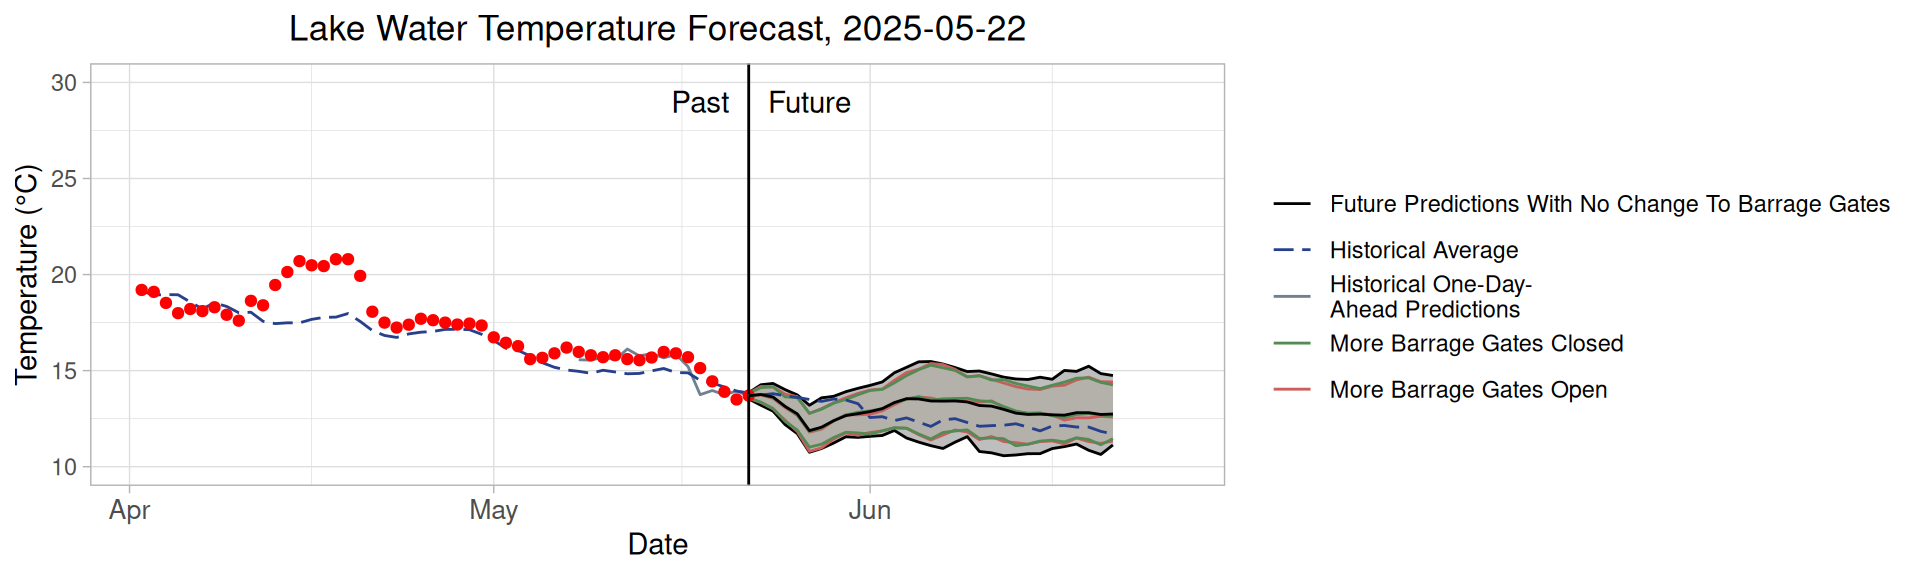 Lake Water Temperature Forecast, 2025-05-22
30
25
20
15
10
Temperature (°C)
Past
Future
Apr
May
Jun
Date
Future Predictions With No Change To Barrage Gates
Historical Average
Historical One-Day-
Ahead Predictions
More Barrage Gates Closed
More Barrage Gates Open